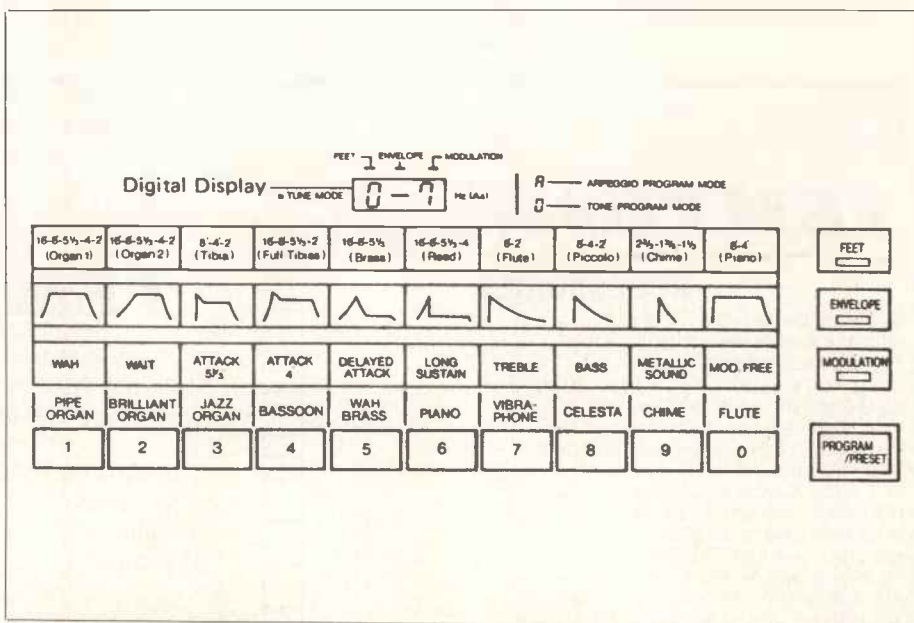 FEET ENVELOPE MODULATION
Digital Display TUNE MODE 0-7 Hz (A4) A ARPEGGIO PROGRAM MODE
0 TONE PROGRAM MODE
16-8-5⅓-4-2 16-8-5⅓-4-2 8'-4'-2 16-8-5⅓-2 16-8-5⅓ 16-8-5⅓-4 8-2 8-4-2 2⅔-1⅗-1⅓ 8-4
(Organ 1) (Organ 2) (Tibia) (Full Tibias) (Brass) (Reed) (Flute) (Piccolo) (Chime) (Piano) FEET
ENVELOPE
WAH WAIT ATTACK 5⅓ ATTACK 4 DELAYED ATTACK LONG SUSTAIN TREBLE BASS METALLIC SOUND MOD. FREE MODULATION
PIPE ORGAN BRILLIANT ORGAN JAZZ ORGAN BASSOON WAH BRASS PIANO VIBRA-PHONE CELESTA CHIME FLUTE
1 2 3 4 5 6 7 8 9 0 PROGRAM /PRESET